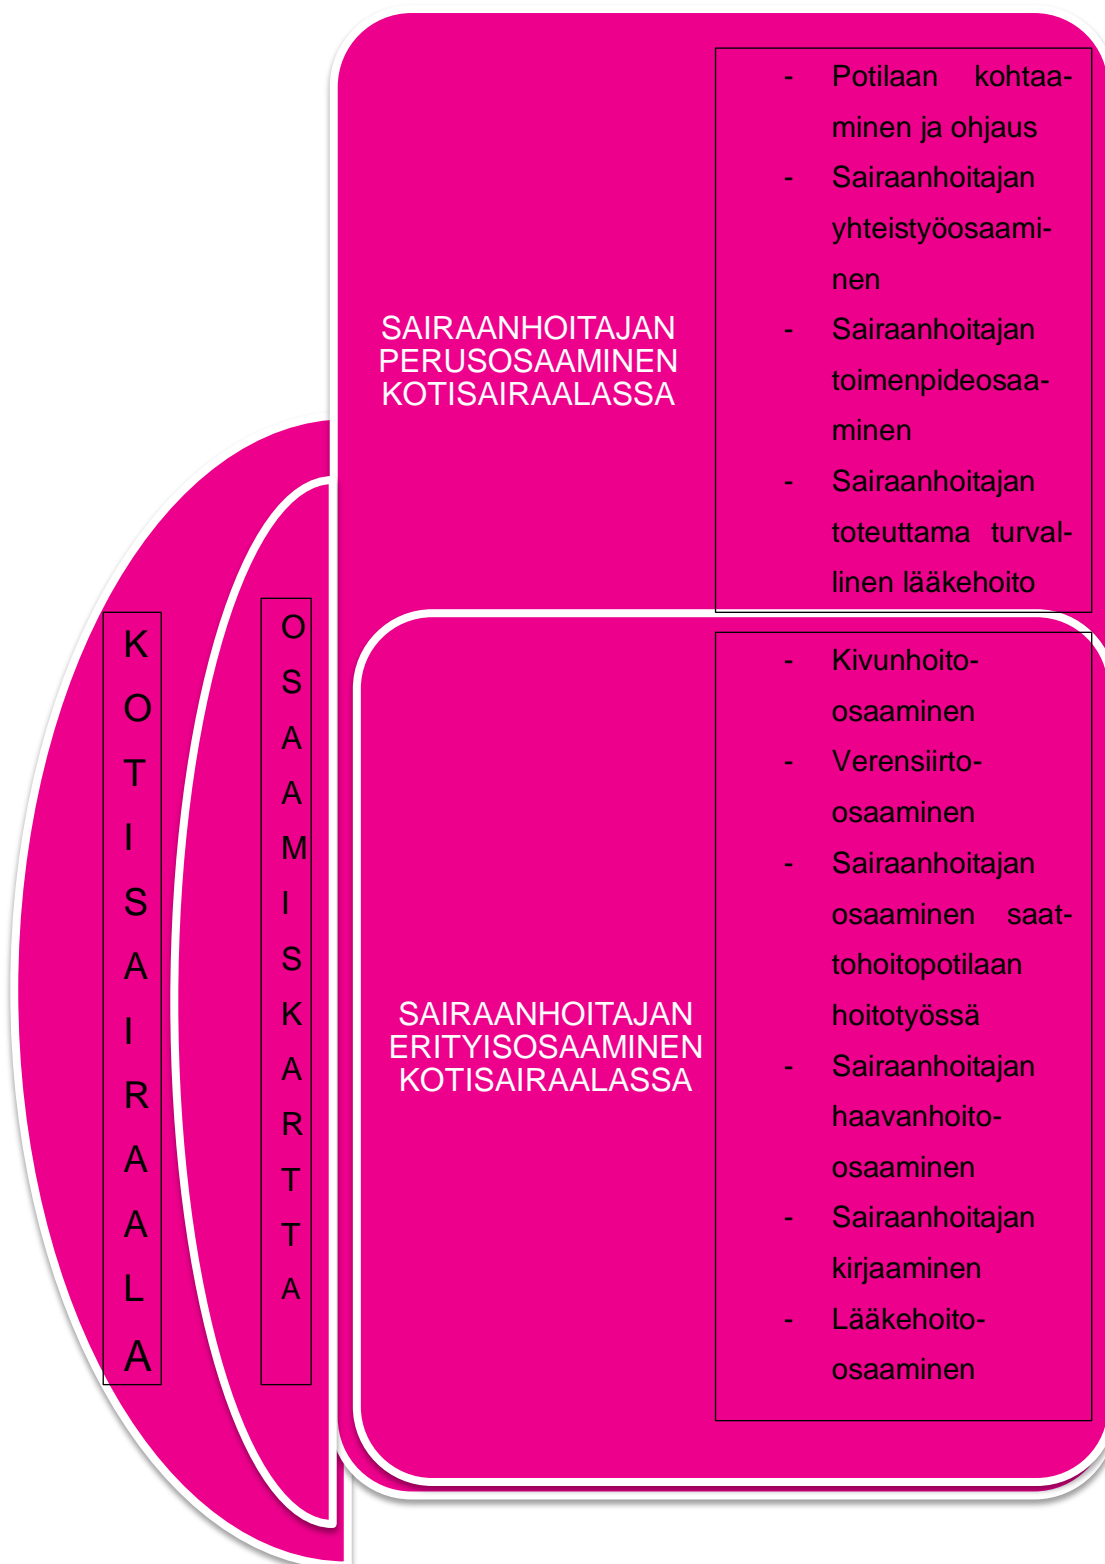 KOTISAIRAALA
OSAAMISKARTTA
SAIRAANHOITAJAN
PERUSOSAAMINEN
KOTISAIRAALASSA
- Potilaan kohtaa-
minen ja ohjaus
- Sairaanhoitajan
yhteistyöosaami-
nen
- Sairaanhoitajan
toimenpideosaa-
minen
- Sairaanhoitajan
toteuttama turval-
linen lääkehoito
SAIRAANHOITAJAN
ERITYISOSAAMINEN
KOTISAIRAALASSA
- Kivunhoito-
osaaminen
- Verensiirto-
osaaminen
- Sairaanhoitajan
osaaminen saat-
tohoitopotilaan
hoitotyössä
- Sairaanhoitajan
haavanhoito-
osaaminen
- Sairaanhoitajan
kirjaaminen
- Lääkehoito-
osaaminen